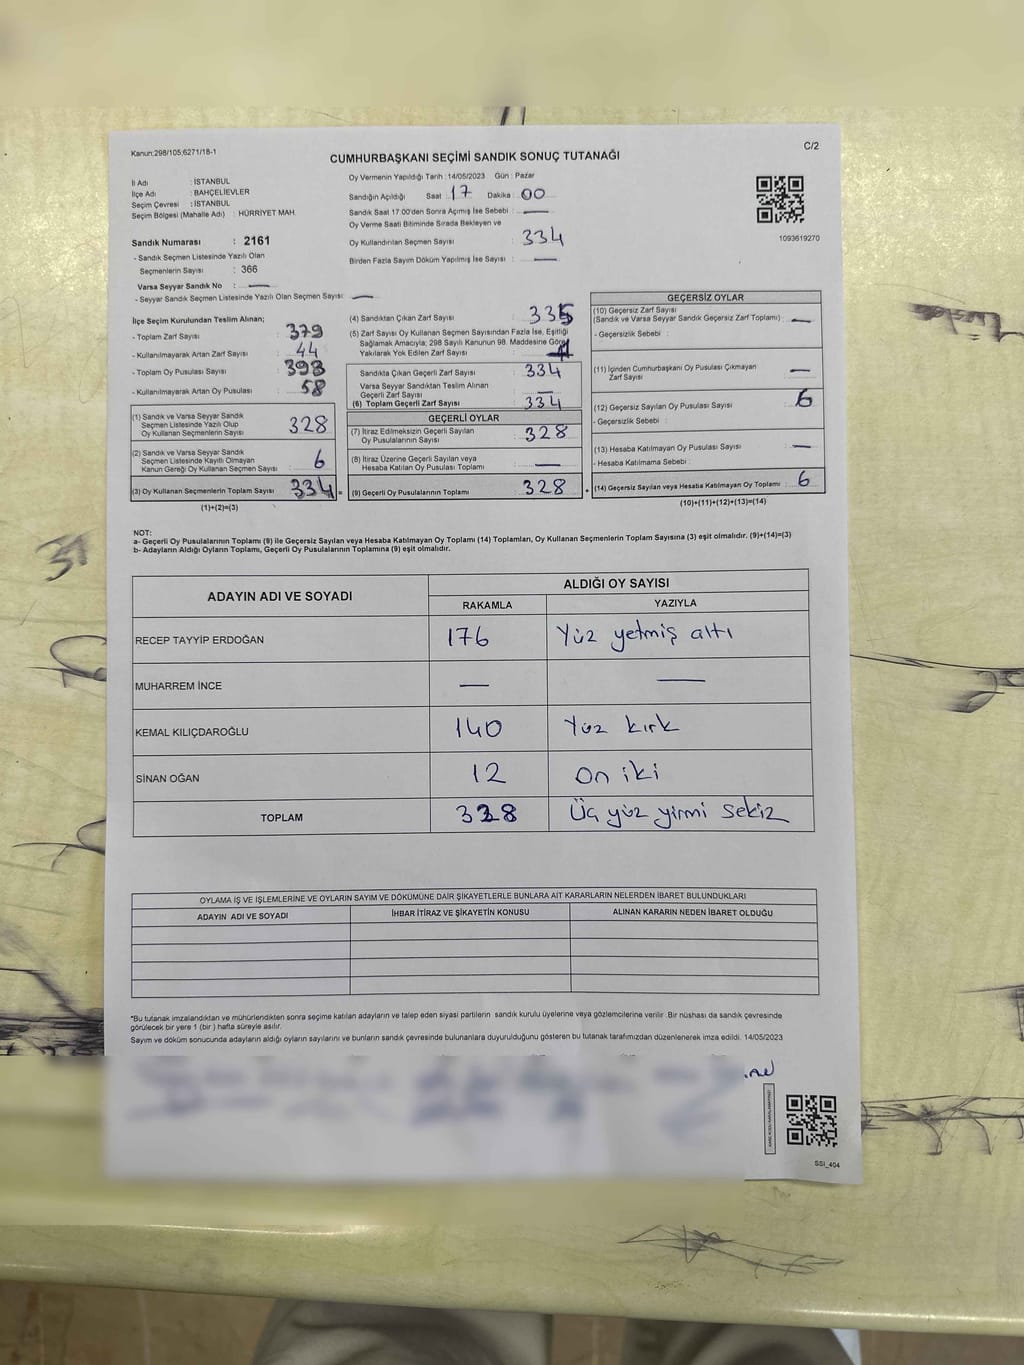 Kanun;298/105;6271/18-1
C/2
CUMHURBAŞKANI SEÇİMİ SANDIK SONUÇ TUTANAĞI
İl Adı : İSTANBUL
İlçe Adı : BAHÇELİEVLER
Seçim Çevresi : İSTANBUL
Seçim Bölgesi (Mahalle Adı) : HÜRRİYET MAH.
Sandık Numarası : 2161
- Sandık Seçmen Listesinde Yazılı Olan
Seçmenlerin Sayısı : 366
Varsa Seyyar Sandık No : —
- Seyyar Sandık Seçmen Listesinde Yazılı Olan Seçmen Sayısı: —
Oy Vermenin Yapıldığı Tarih : 14/05/2023 Gün : Pazar
Sandığın Açıldığı Saat : 17 Dakika : 00
Sandık Saat 17:00'den Sonra Açımış İse Sebebi : —
Oy Verme Saati Bitiminde Sırada Bekleyen ve
Oy Kullandırılan Seçmen Sayısı : 334
Birden Fazla Sayım Döküm Yapılmış İse Sayısı : —
1093619270
İlçe Seçim Kurulundan Teslim Alınan;
- Toplam Zarf Sayısı : 379
- Kullanılmayarak Artan Zarf Sayısı : 44
- Toplam Oy Pusulası Sayısı : 393
- Kullanılmayarak Artan Oy Pusulası : 58
(1) Sandık ve Varsa Seyyar Sandık
Seçmen Listesinde Yazılı Olup
Oy Kullanan Seçmenlerin Sayısı : 328
(2) Sandık ve Varsa Seyyar Sandık
Seçmen Listesinde Kayıtlı Olmayan
Kanun Gereği Oy Kullanan Seçmen Sayısı : 6
(3) Oy Kullanan Seçmenlerin Toplam Sayısı : 334 =
(1)+(2)=(3)
(4) Sandıktan Çıkan Zarf Sayısı : 335
(5) Zarf Sayısı Oy Kullanan Seçmen Sayısından Fazla İse, Eşitliği
Sağlamak Amacıyla; 298 Sayılı Kanunun 98. Maddesine Göre
Yakılarak Yok Edilen Zarf Sayısı :
Sandıkta Çıkan Geçerli Zarf Sayısı : 334
Varsa Seyyar Sandıktan Teslim Alınan
Geçerli Zarf Sayısı : —
(6) Toplam Geçerli Zarf Sayısı : 334
GEÇERLİ OYLAR
(7) İtiraz Edilmeksizin Geçerli Sayılan
Oy Pusulalarının Sayısı : 328
(8) İtiraz Üzerine Geçerli Sayılan veya
Hesaba Katılan Oy Pusulası Toplamı : —
(9) Geçerli Oy Pusulalarının Toplamı : 328 +
GEÇERSİZ OYLAR
(10) Geçersiz Zarf Sayısı
(Sandık ve Varsa Seyyar Sandık Geçersiz Zarf Toplamı) : —
- Geçersizlik Sebebi :
(11) İçinden Cumhurbaşkanı Oy Pusulası Çıkmayan
Zarf Sayısı : —
(12) Geçersiz Sayılan Oy Pusulası Sayısı : 6
- Geçersizlik Sebebi :
(13) Hesaba Katılmayan Oy Pusulası Sayısı : —
- Hesaba Katılmama Sebebi :
(14) Geçersiz Sayılan veya Hesaba Katılmayan Oy Toplamı : 6
(10)+(11)+(12)+(13)=(14)
NOT:
a- Geçerli Oy Pusulalarının Toplamı (9) ile Geçersiz Sayılan veya Hesaba Katılmayan Oy Toplamı (14) Toplamları, Oy Kullanan Seçmenlerin Toplam Sayısına (3) eşit olmalıdır. (9)+(14)=(3)
b- Adayların Aldığı Oyların Toplamı, Geçerli Oy Pusulalarının Toplamına (9) eşit olmalıdır.
ADAYIN ADI VE SOYADI ALDIĞI OY SAYISI
RAKAMLA YAZIYLA
RECEP TAYYİP ERDOĞAN 176 Yüz yetmiş altı
MUHARREM İNCE — —
KEMAL KILIÇDAROĞLU 140 Yüz kırk
SİNAN OĞAN 12 On iki
TOPLAM 328 Üç yüz yirmi sekiz
OYLAMA İŞ VE İŞLEMLERİNE VE OYLARIN SAYIM VE DÖKÜMÜNE DAİR ŞİKAYETLERLE BUNLARA AİT KARARLARIN NELERDEN İBARET BULUNDUKLARI
ADAYIN ADI VE SOYADI İHBAR İTİRAZ VE ŞİKAYETİN KONUSU ALINAN KARARIN NEDEN İBARET OLDUĞU
*Bu tutanak imzalandıktan ve mühürlendikten sonra seçime katılan adayların ve talep eden siyasi partilerin sandık kurulu üyelerine veya gözlemcilerine verilir. Bir nüshası da sandık çevresinde
görülecek bir yere 1 (bir ) hafta süreyle asılır.
Sayım ve döküm sonucunda adayların aldığı oyların sayılarını ve bunların sandık çevresinde bulunanlara duyurulduğunu gösteren bu tutanak tarafımızdan düzenlenerek imza edildi. 14/05/2023
SSI_404